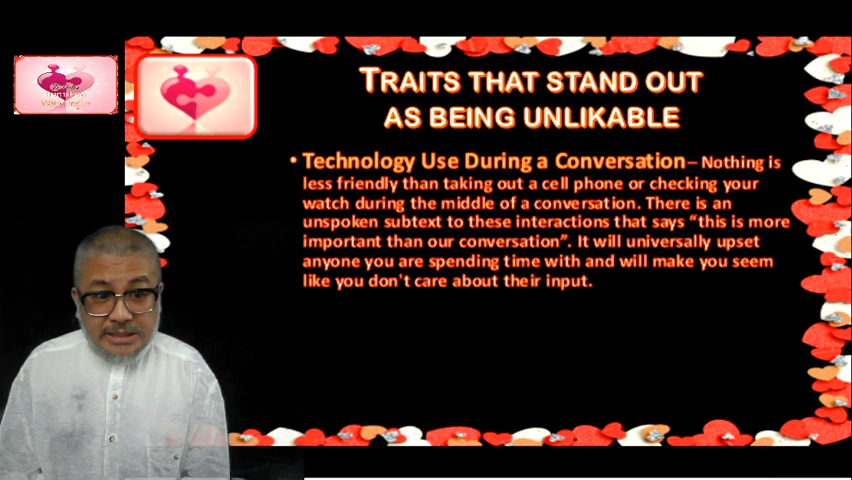 TRAITS THAT STAND OUT
AS BEING UNLIKABLE
• Technology Use During a Conversation – Nothing is
less friendly than taking out a cell phone or checking your
watch during the middle of a conversation. There is an
unspoken subtext to these interactions that says “this is more
important than our conversation”. It will universally upset
anyone you are spending time with and will make you seem
like you don't care about their input.